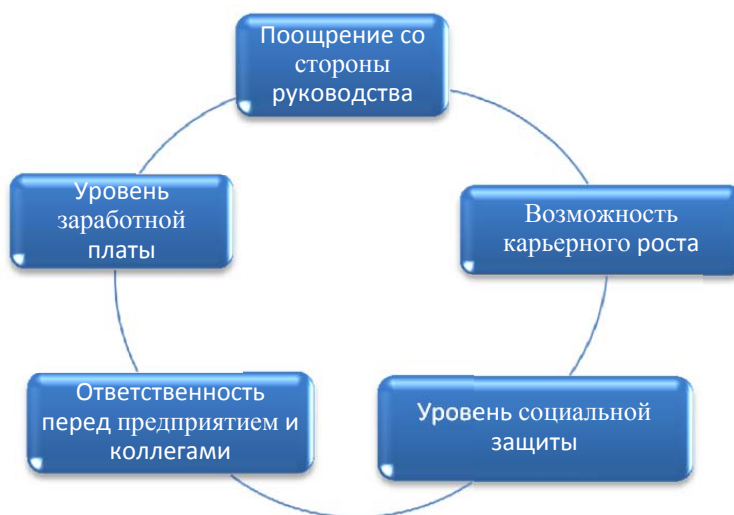 Поощрение со
стороны
руководства
Возможность
карьерного роста
Уровень социальной
защиты
Ответственность
перед предприятием и
коллегами
Уровень
заработной
платы